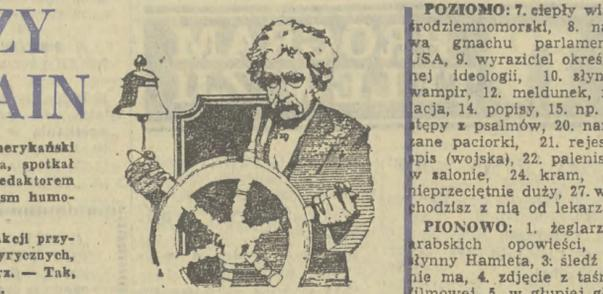 ZY
AIN
merykański
a, spotkał
edaktorem
sm humo-
kcji przy-
yrycznych,
rz. — Tak,
POZIOMO: 7. ciepły wi
śródziemnomorski, 8. na
wa gmachu parlamen
USA, 9. wyraziciel okreś
nej ideologii, 10. słyn
wampir, 12. meldunek,
acja, 14. popisy, 15. np.
stępy z psalmów, 20. na
zane paciorki, 21. rejes
spis (wojska), 22. palenis
w salonie, 24. kram,
nieprzeciętnie duży, 27. w
chodzisz z nią od lekarz
PIONOWO: 1. żeglarz
arabskich opowieści,
słynny Hamleta, 3. śledź
nie ma, 4. zdjęcie z taś
filmowej, 5. w głupiej